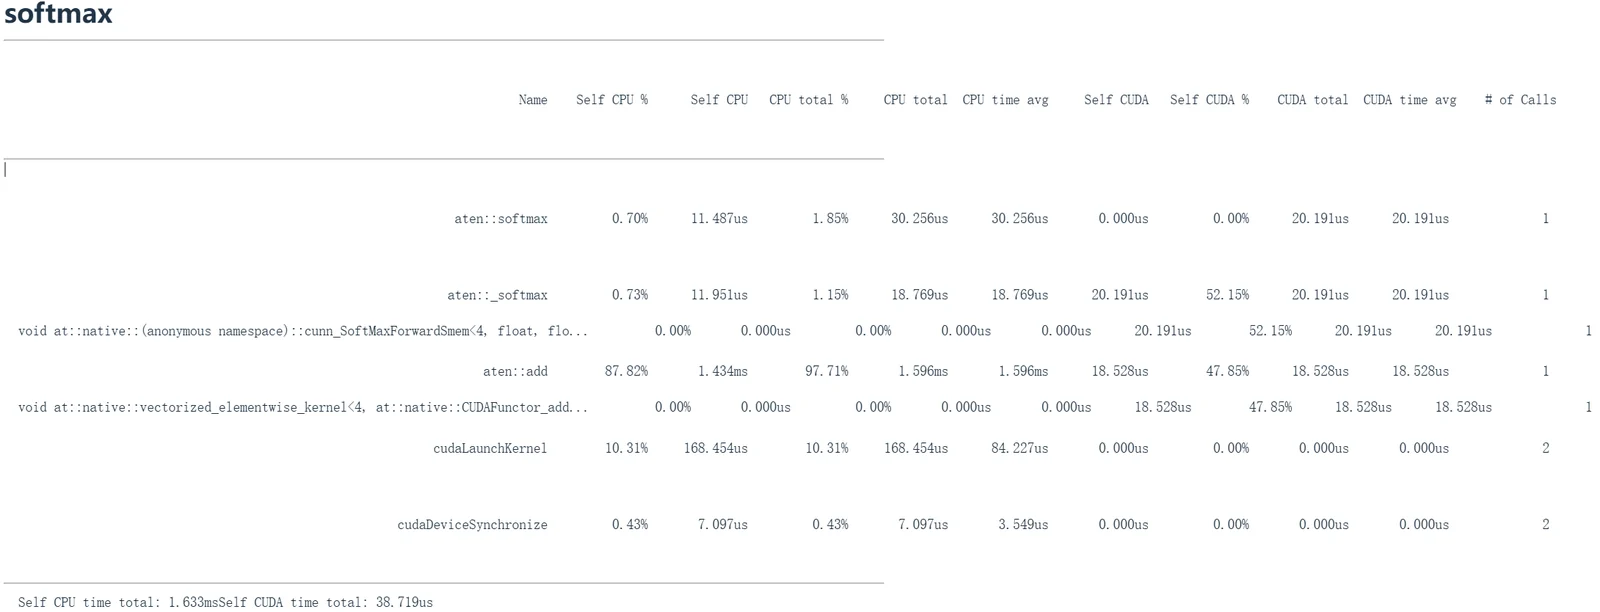 softmax
Name Self CPU % Self CPU CPU total % CPU total CPU time avg Self CUDA Self CUDA % CUDA total CUDA time avg # of Calls
aten::softmax 0.70% 11.487us 1.85% 30.256us 30.256us 0.000us 0.00% 20.191us 20.191us 1
aten::_softmax 0.73% 11.951us 1.15% 18.769us 18.769us 20.191us 52.15% 20.191us 20.191us 1
void at::native::(anonymous namespace)::cunn_SoftMaxForwardSmem<4, float, flo... 0.00% 0.000us 0.00% 0.000us 0.000us 20.191us 52.15% 20.191us 20.191us 1
aten::add 87.82% 1.434ms 97.71% 1.596ms 1.596ms 18.528us 47.85% 18.528us 18.528us 1
void at::native::vectorized_elementwise_kernel<4, at::native::CUDAFunctor_add... 0.00% 0.000us 0.00% 0.000us 0.000us 18.528us 47.85% 18.528us 18.528us 1
cudaLaunchKernel 10.31% 168.454us 10.31% 168.454us 84.227us 0.000us 0.00% 0.000us 0.000us 2
cudaDeviceSynchronize 0.43% 7.097us 0.43% 7.097us 3.549us 0.000us 0.00% 0.000us 0.000us 2
Self CPU time total: 1.633msSelf CUDA time total: 38.719us